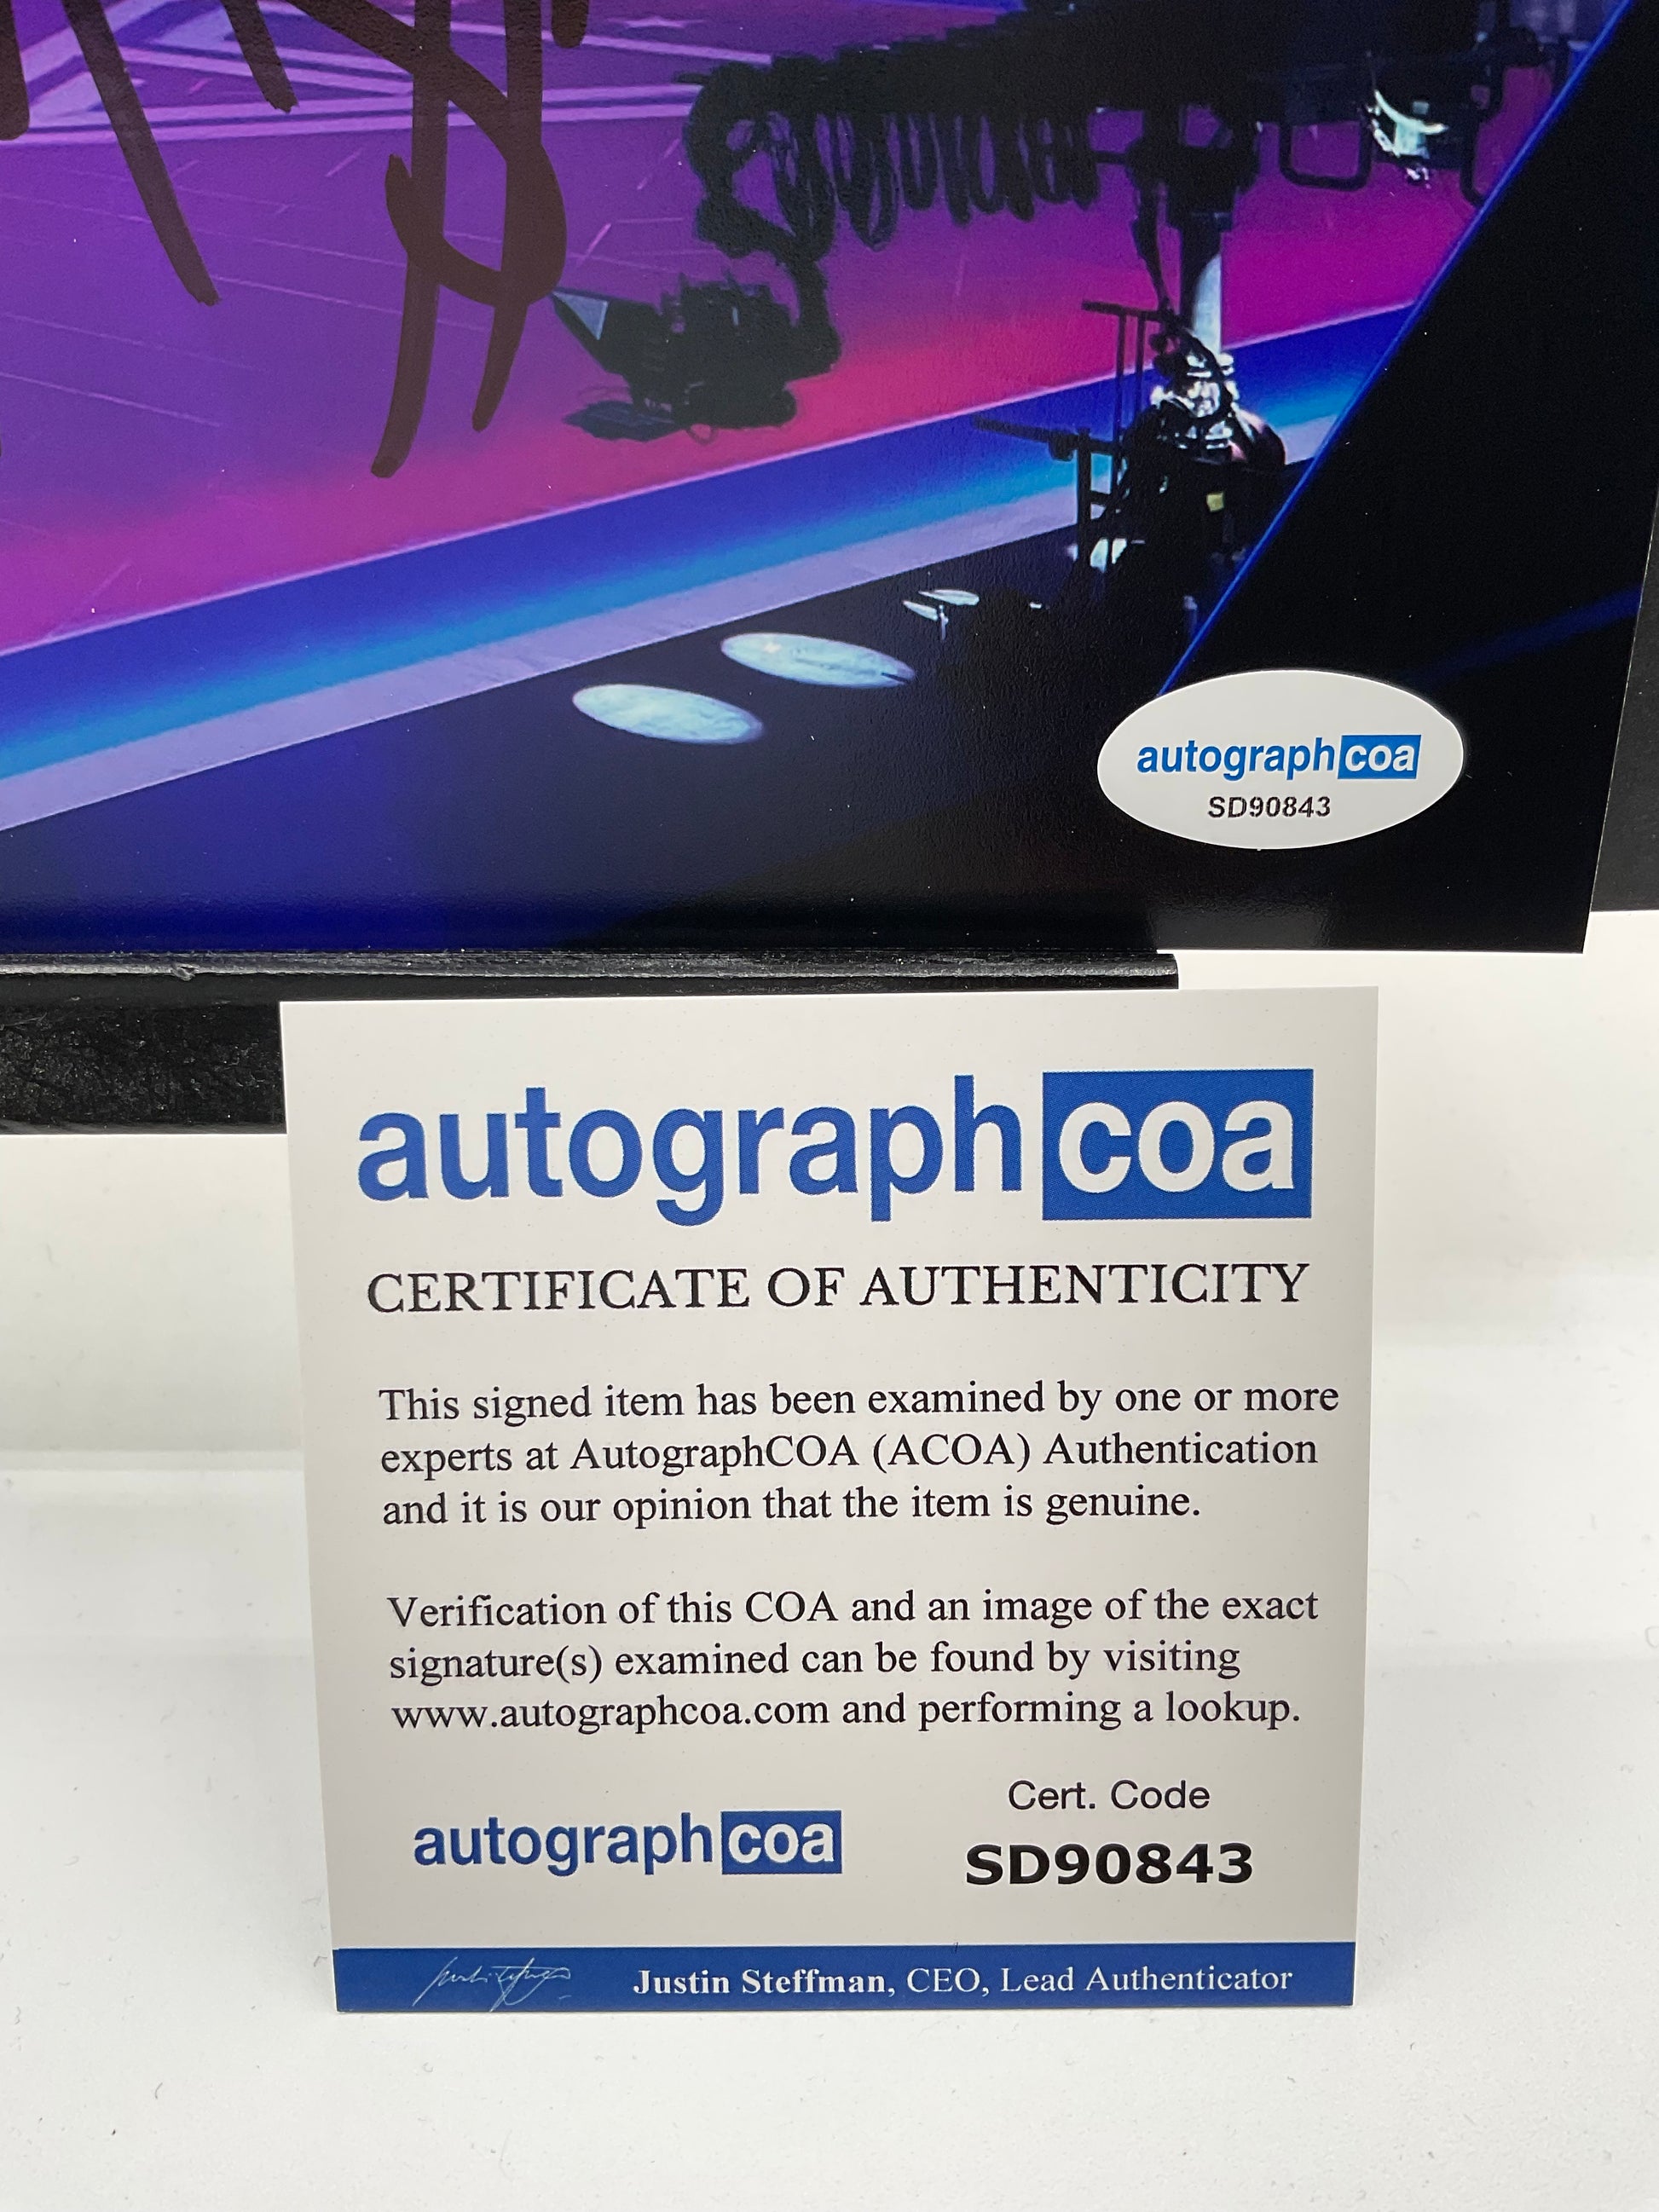 autographcoa
SD90843
autographcoa
CERTIFICATE OF AUTHENTICITY
This signed item has been examined by one or more
experts at AutographCOA (ACOA) Authentication
and it is our opinion that the item is genuine.
Verification of this COA and an image of the exact
signature(s) examined can be found by visiting
www.autographcoa.com and performing a lookup.
Cert. Code
autographcoa
SD90843
Justin Steffman, CEO, Lead Authenticator